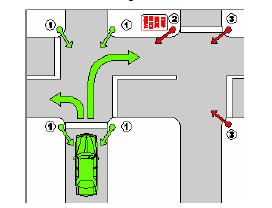 ① ① ② ③
① ① ③